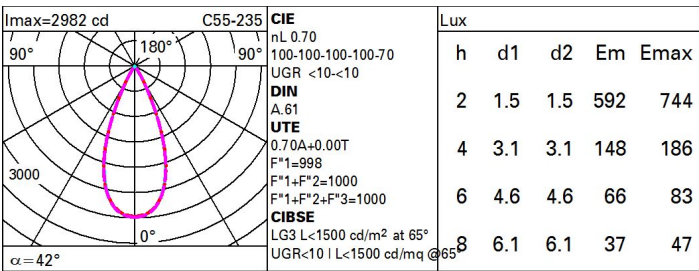 Imax=2982 cd C55-235
90° 180° 90°
3000
0°
α=42°
CIE
nL 0.70
100-100-100-100-70
UGR <10-<10
DIN
A.61
UTE
0.70A+0.00T
F"1=998
F"1+F"2=1000
F"1+F"2+F"3=1000
CIBSE
LG3 L<1500 cd/m² at 65°
UGR<10 | L<1500 cd/mq @65°
Lux
h d1 d2 Em Emax
2 1.5 1.5 592 744
4 3.1 3.1 148 186
6 4.6 4.6 66 83
8 6.1 6.1 37 47